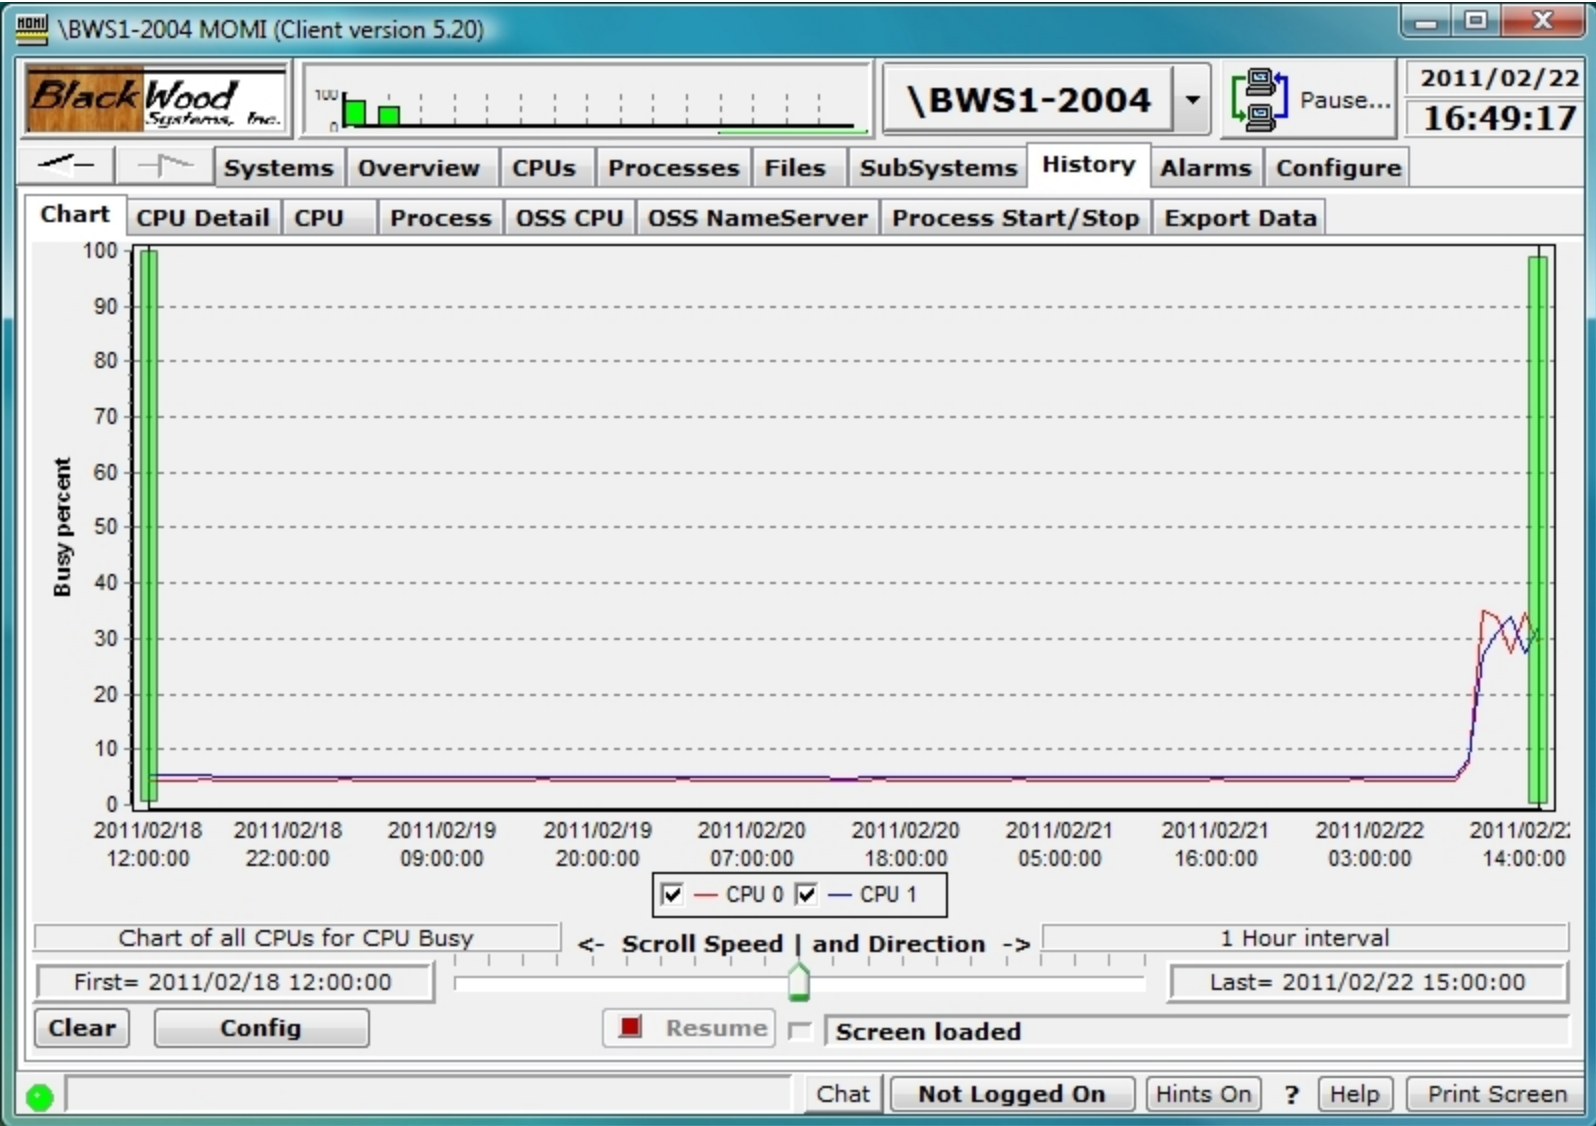 MOMI \BWS1-2004 MOMI (Client version 5.20)
BlackWood
Systems, Inc.
100
0
\BWS1-2004
Pause...
2011/02/22
16:49:17
Systems Overview CPUs Processes Files SubSystems History Alarms Configure
Chart CPU Detail CPU Process OSS CPU OSS NameServer Process Start/Stop Export Data
Busy percent
100
90
80
70
60
50
40
30
20
10
0
2011/02/18 2011/02/18 2011/02/19 2011/02/19 2011/02/20 2011/02/20 2011/02/21 2011/02/21 2011/02/22 2011/02/22
12:00:00 22:00:00 09:00:00 20:00:00 07:00:00 18:00:00 05:00:00 16:00:00 03:00:00 14:00:00
CPU 0 CPU 1
Chart of all CPUs for CPU Busy <- Scroll Speed | and Direction -> 1 Hour interval
First= 2011/02/18 12:00:00 Last= 2011/02/22 15:00:00
Clear Config Resume Screen loaded
Chat Not Logged On Hints On ? Help Print Screen